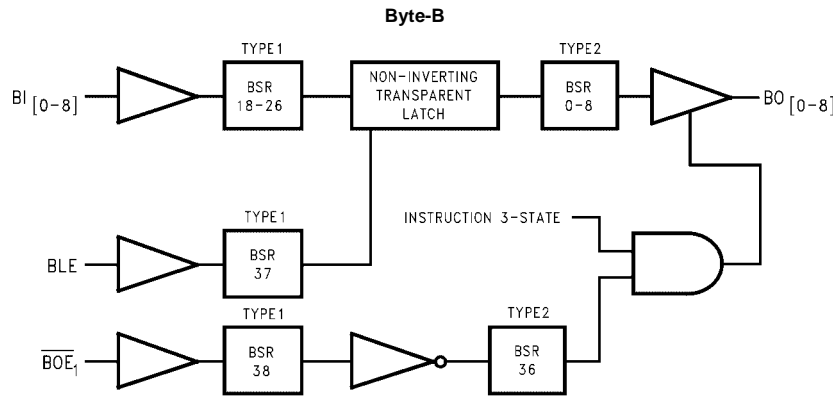 Byte-B
TYPE1
TYPE2
BI[0-8]
BSR
18-26
NON-INVERTING
TRANSPARENT
LATCH
BSR
0-8
BO[0-8]
TYPE1
INSTRUCTION 3-STATE
BLE
BSR
37
TYPE1
TYPE2
B̅O̅E̅1
BSR
38
BSR
36